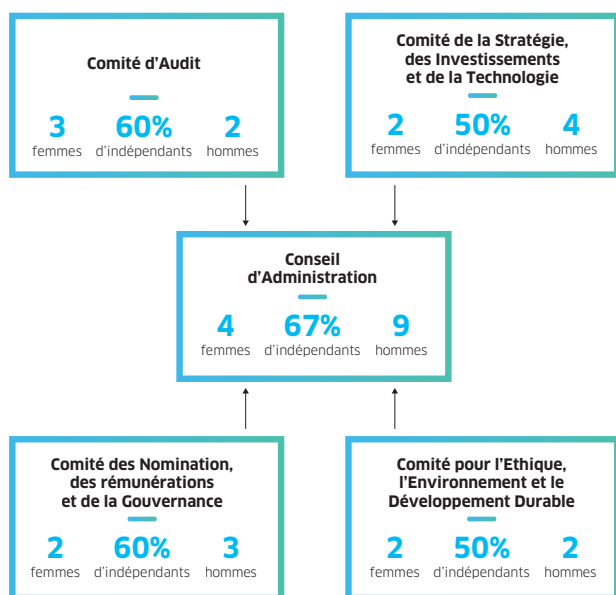 Comité d'Audit
3 60% 2
femmes d'indépendants hommes
Comité de la Stratégie,
des Investissements
et de la Technologie
2 50% 4
femmes d'indépendants hommes
Conseil
d'Administration
4 67% 9
femmes d'indépendants hommes
Comité des Nomination,
des rémunérations
et de la Gouvernance
2 60% 3
femmes d'indépendants hommes
Comité pour l'Ethique,
l'Environnement et le
Développement Durable
2 50% 2
femmes d'indépendants hommes